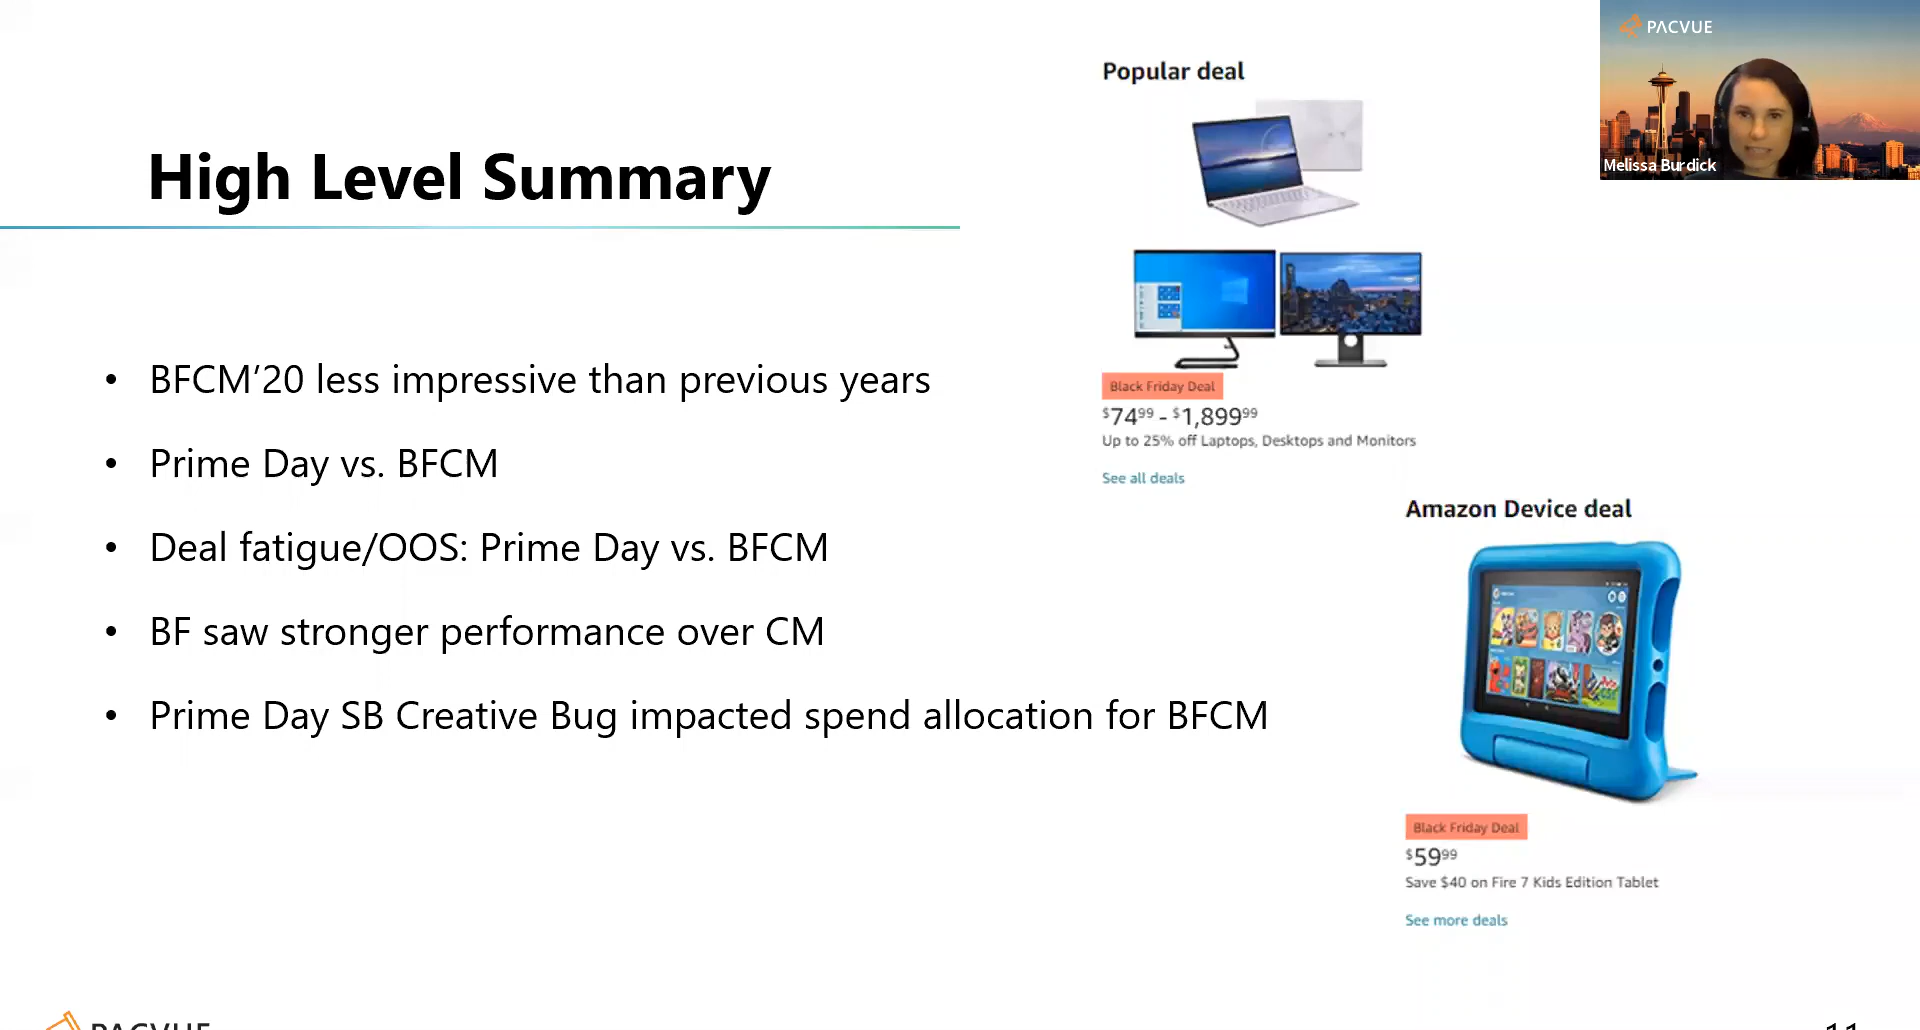 PACVUE
Melissa Burdick
High Level Summary
• BFCM’20 less impressive than previous years
• Prime Day vs. BFCM
• Deal fatigue/OOS: Prime Day vs. BFCM
• BF saw stronger performance over CM
• Prime Day SB Creative Bug impacted spend allocation for BFCM
Popular deal
Black Friday Deal
$7499 - $1,89999
Up to 25% off Laptops, Desktops and Monitors
See all deals
Amazon Device deal
Black Friday Deal
$5999
Save $40 on Fire 7 Kids Edition Tablet
See more deals
PACVUE
11